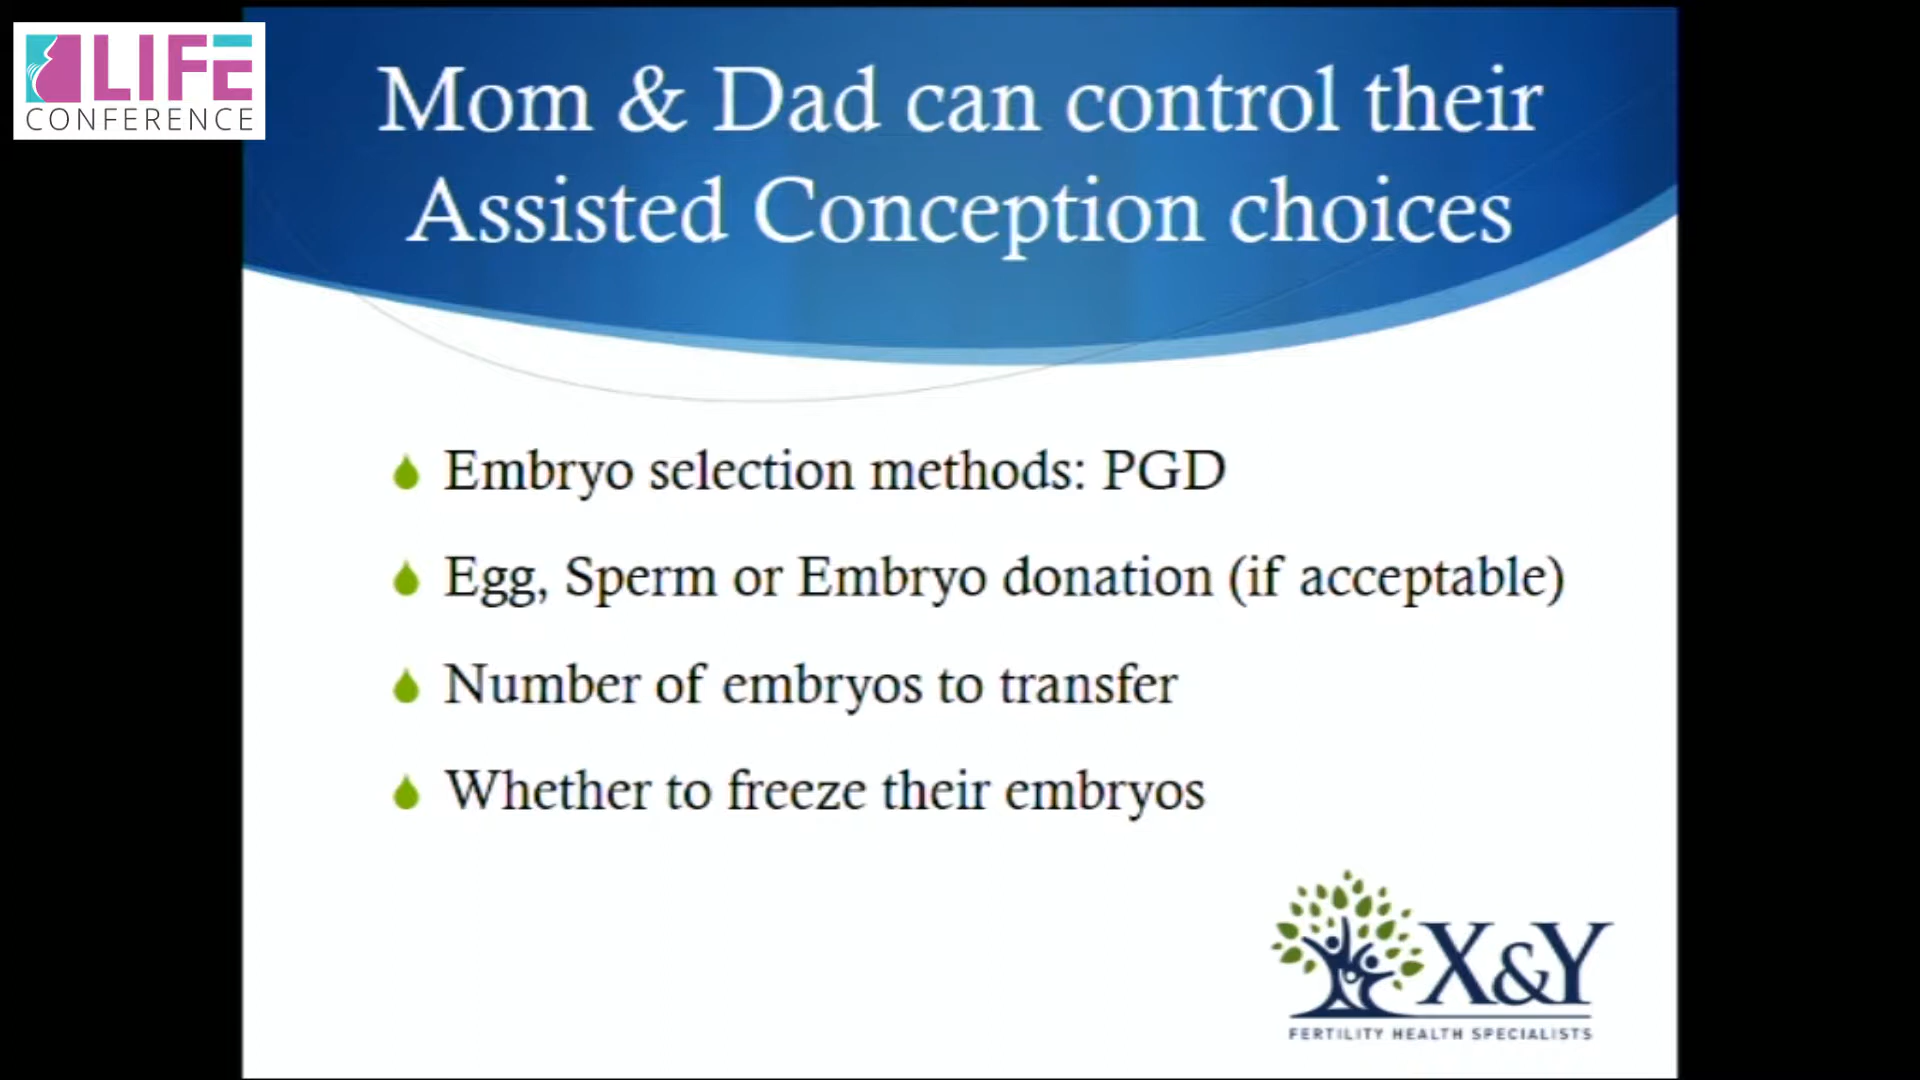 LIFE
CONFERENCE
Mom & Dad can control their
Assisted Conception choices
Embryo selection methods: PGD
Egg, Sperm or Embryo donation (if acceptable)
Number of embryos to transfer
Whether to freeze their embryos
X&Y
FERTILITY HEALTH SPECIALISTS